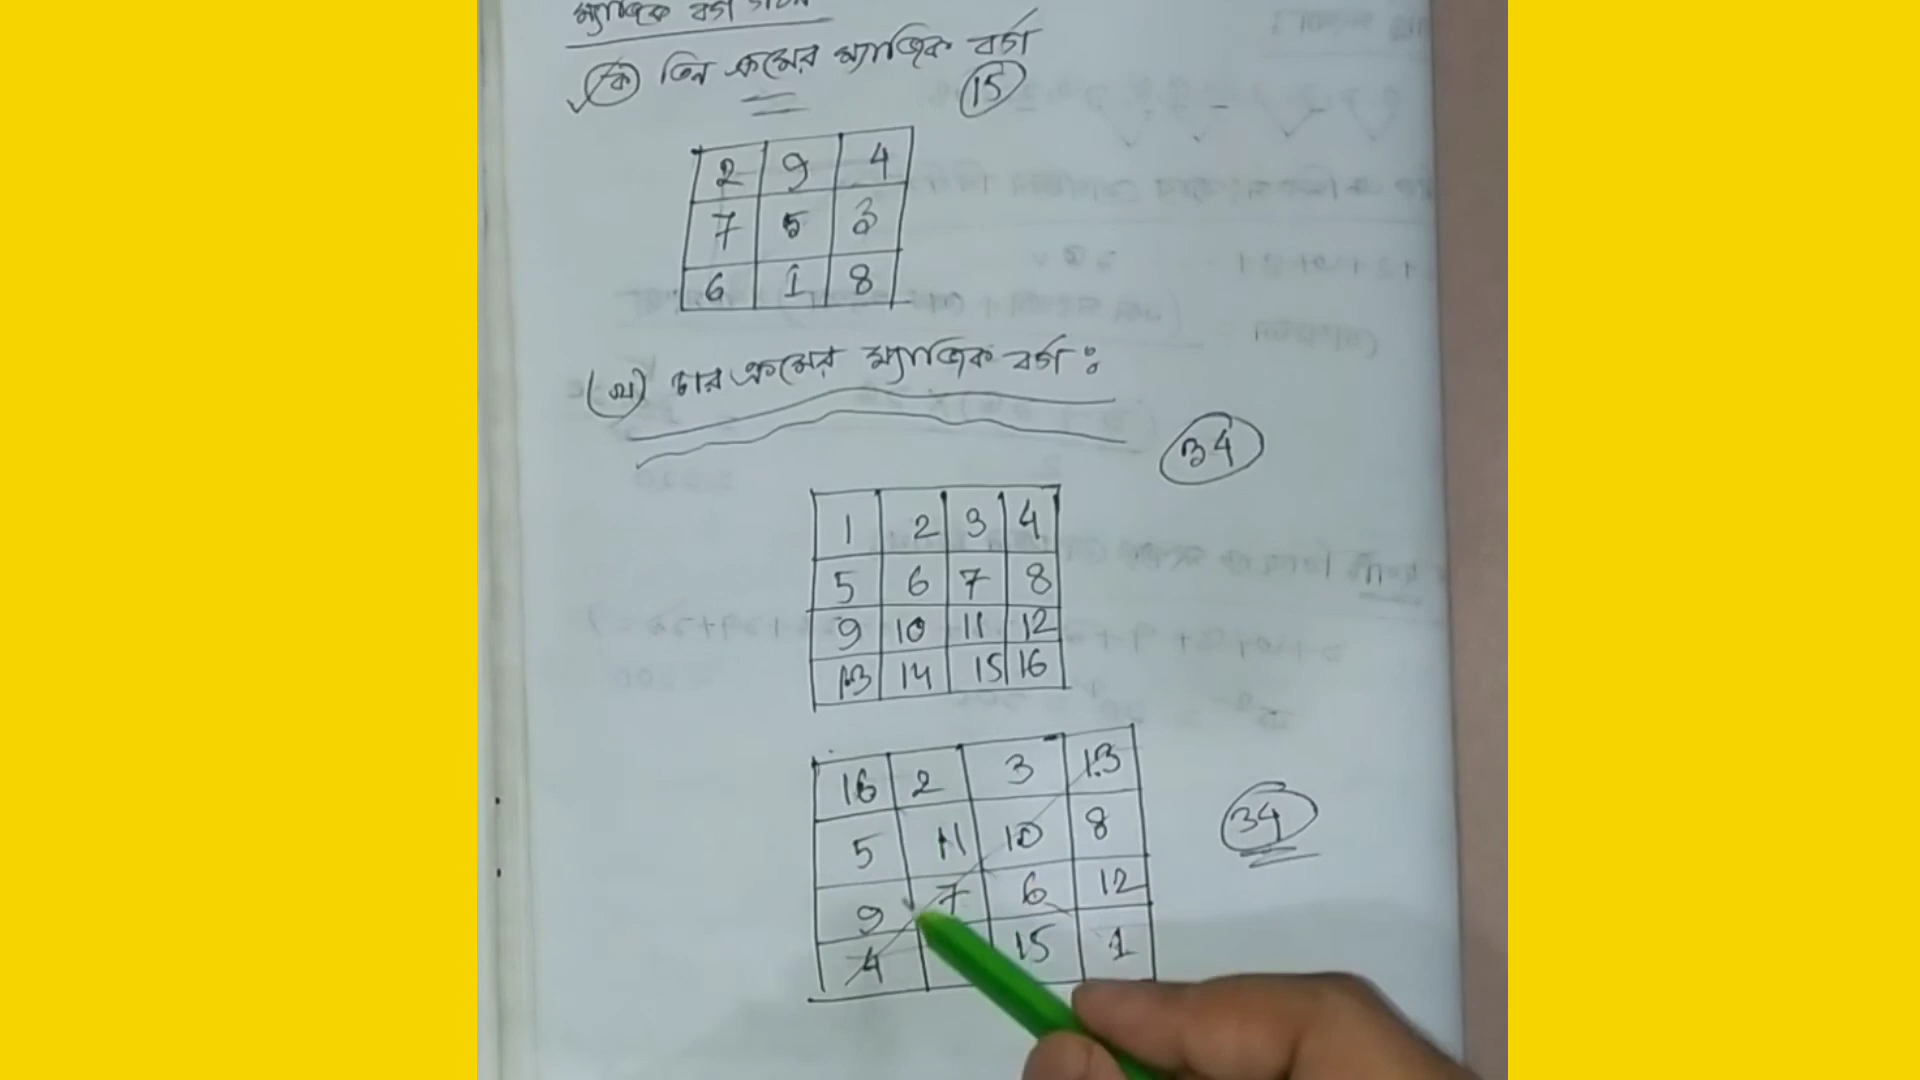 ম্যাজিক বর্গ গঠন
(ক) তিন ক্রমের ম্যাজিক বর্গ
15
2 9 4
7 5 3
6 1 8
(খ) চার ক্রমের ম্যাজিক বর্গ :
34
1 2 3 4
5 6 7 8
9 10 11 12
13 14 15 16
16 2 3 13
5 11 10 8
34
9 7 6 12
4 15 1